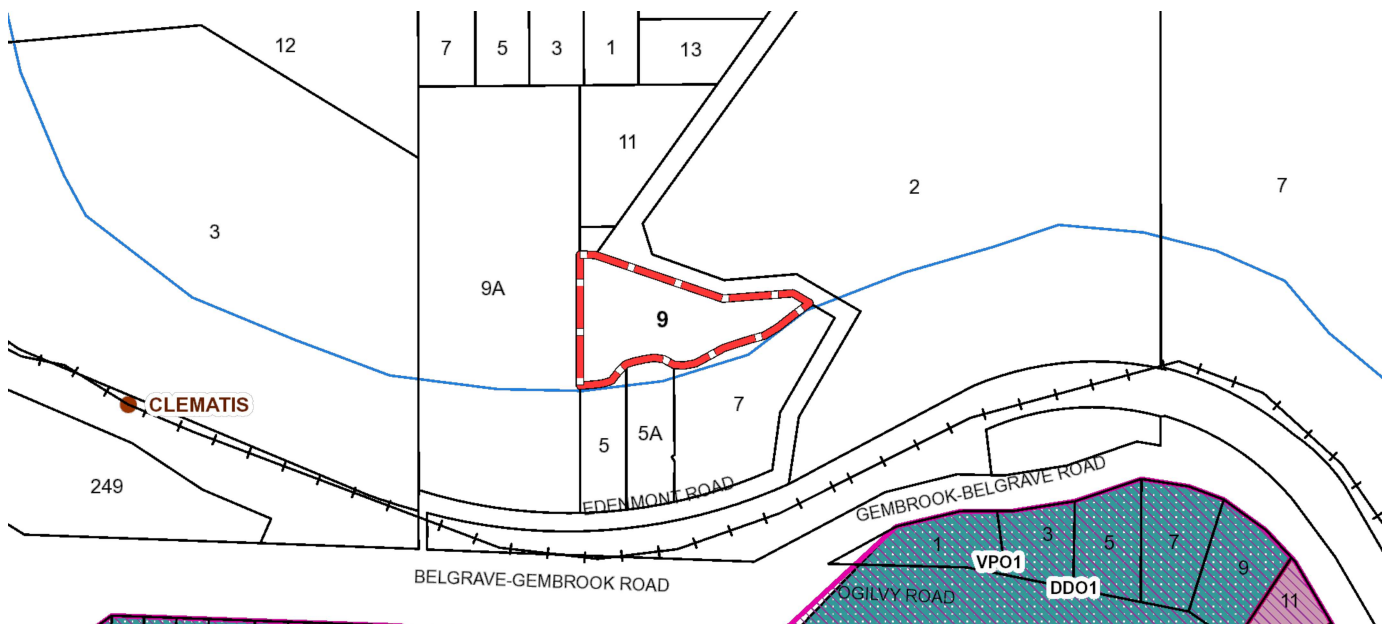 12
7
5
3
1
13
11
2
7
3
9A
9
CLEMATIS
5
5A
7
249
EDENMONT ROAD
GEMBROOK-BELGRAVE ROAD
1
3
5
7
9
11
VPO1
DDO1
BELGRAVE-GEMBROOK ROAD
OGILVY ROAD